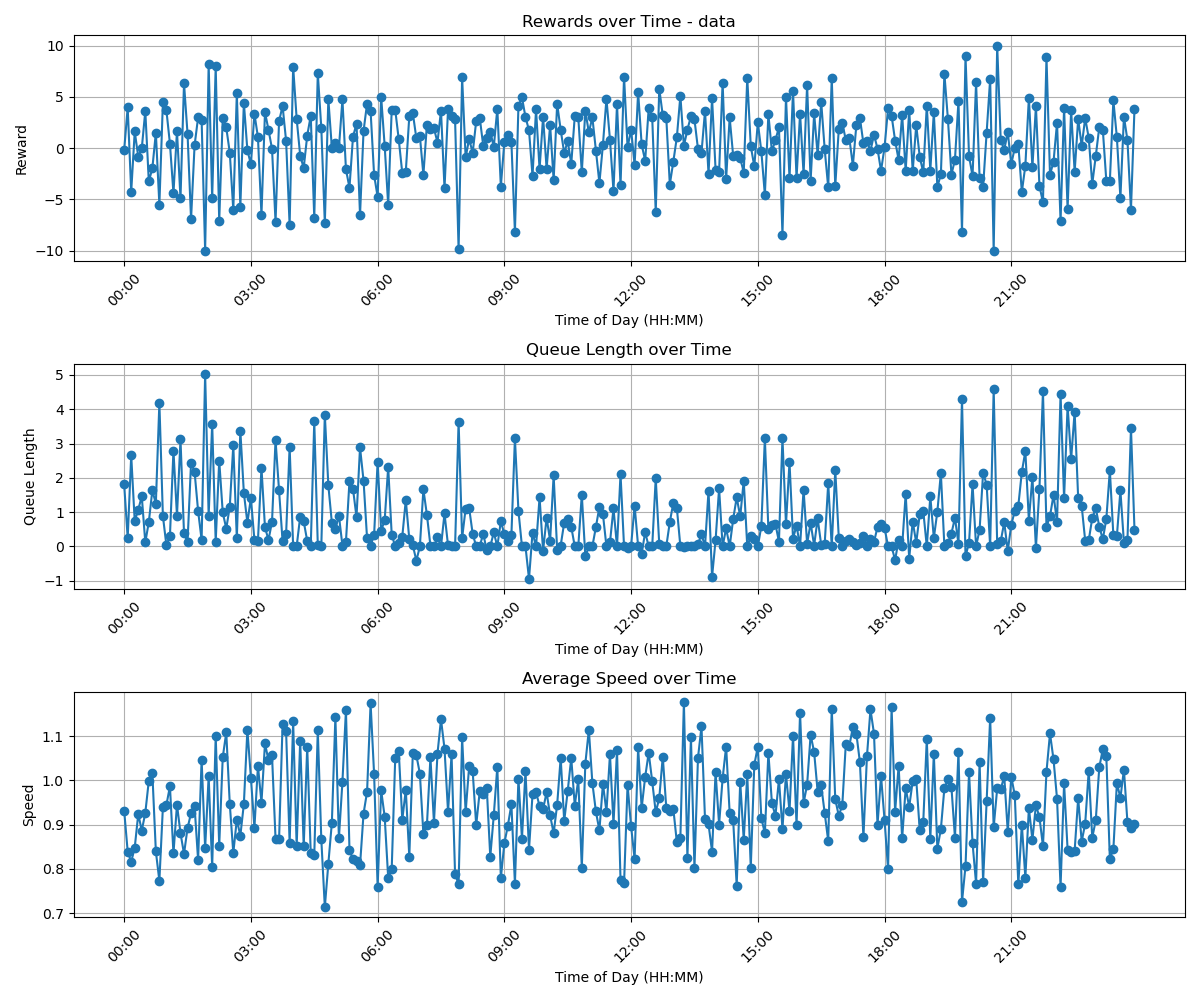 Rewards over Time - data
10
5
0
−5
−10
Reward
00:00 03:00 06:00 09:00 12:00 15:00 18:00 21:00
Time of Day (HH:MM)
Queue Length over Time
5
4
3
2
1
0
−1
Queue Length
00:00 03:00 06:00 09:00 12:00 15:00 18:00 21:00
Time of Day (HH:MM)
Average Speed over Time
1.1
1.0
0.9
0.8
0.7
Speed
00:00 03:00 06:00 09:00 12:00 15:00 18:00 21:00
Time of Day (HH:MM)